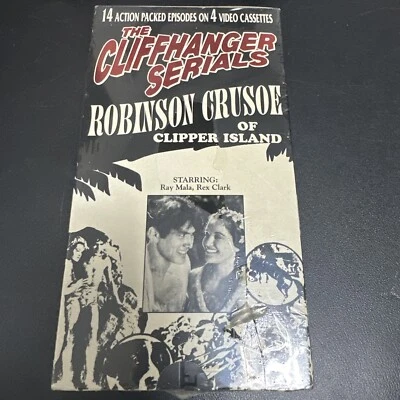 14 ACTION PACKED EPISODES ON 4 VIDEO CASSETTES
THE
CLIFFHANGER
SERIALS
ROBINSON CRUSOE
OF
CLIPPER ISLAND
STARRING:
Ray Mala, Rex Clark